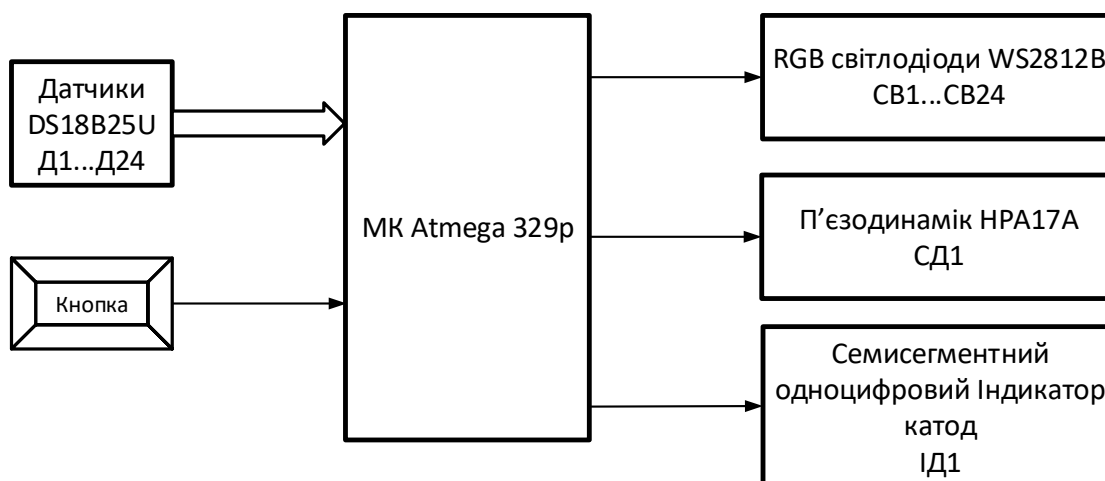 Датчики
DS18B25U
Д1...Д24
Кнопка
МК Atmega 329p
RGB світлодіоди WS2812B
СВ1...СВ24
П’єзодинамік HPA17A
СД1
Семисегментний
одноцифровий Індикатор
катод
ІД1